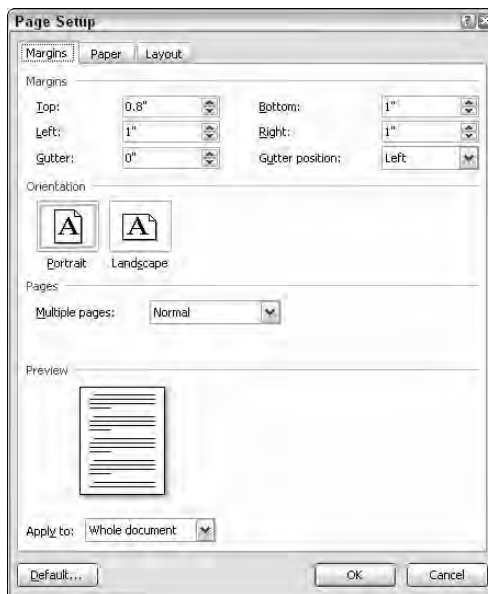 Page Setup
Margins Paper Layout
Margins
Top: 0.8" Bottom: 1"
Left: 1" Right: 1"
Gutter: 0" Gutter position: Left
Orientation
A A
Portrait Landscape
Pages
Multiple pages: Normal
Preview
Apply to: Whole document
Default... OK Cancel